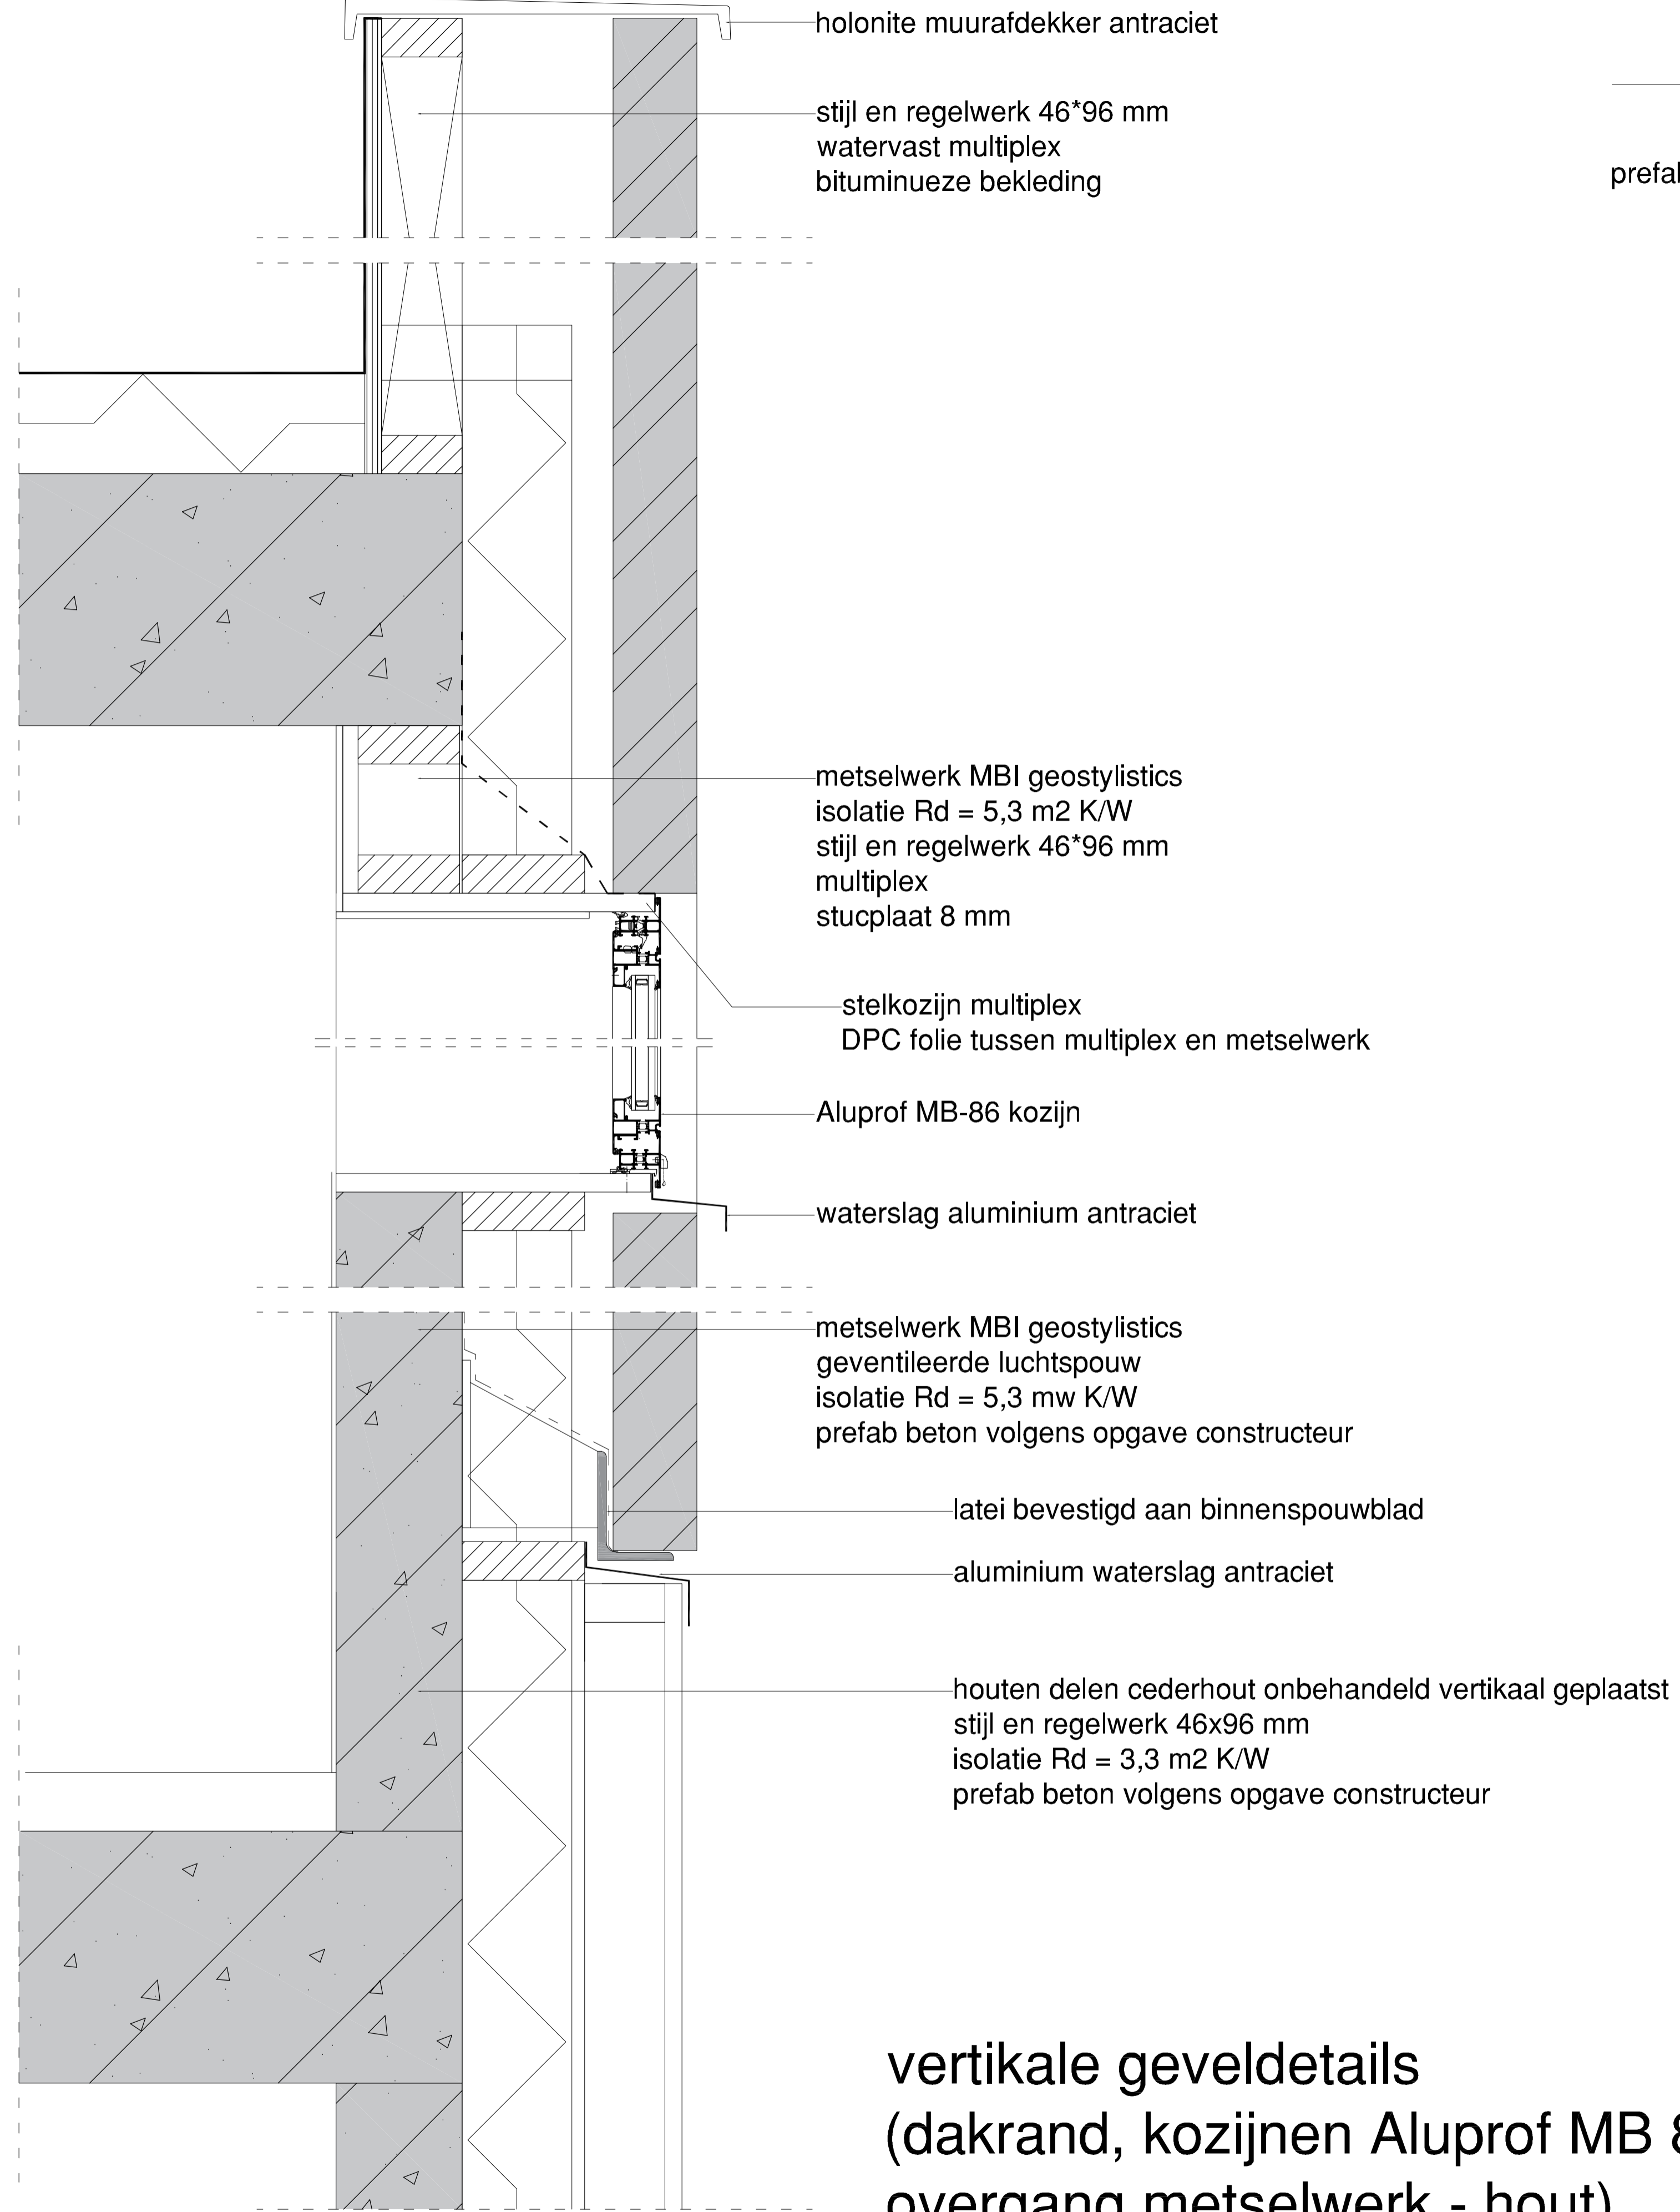 holonite muurafdekker antraciet
stijl en regelwerk 46*96 mm
watervast multiplex
bituminueze bekleding
metselwerk MBI geostylistics
isolatie Rd = 5,3 m2 K/W
stijl en regelwerk 46*96 mm
multiplex
stucplaat 8 mm
stelkozijn multiplex
DPC folie tussen multiplex en metselwerk
Aluprof MB-86 kozijn
waterslag aluminium antraciet
metselwerk MBI geostylistics
geventileerde luchtspouw
isolatie Rd = 5,3 mw K/W
prefab beton volgens opgave constructeur
latei bevestigd aan binnenspouwblad
aluminium waterslag antraciet
houten delen cederhout onbehandeld vertikaal geplaatst
stijl en regelwerk 46x96 mm
isolatie Rd = 3,3 m2 K/W
prefab beton volgens opgave constructeur
vertikale geveldetails
(dakrand, kozijnen Aluprof MB
overgang metselwerk - hout)